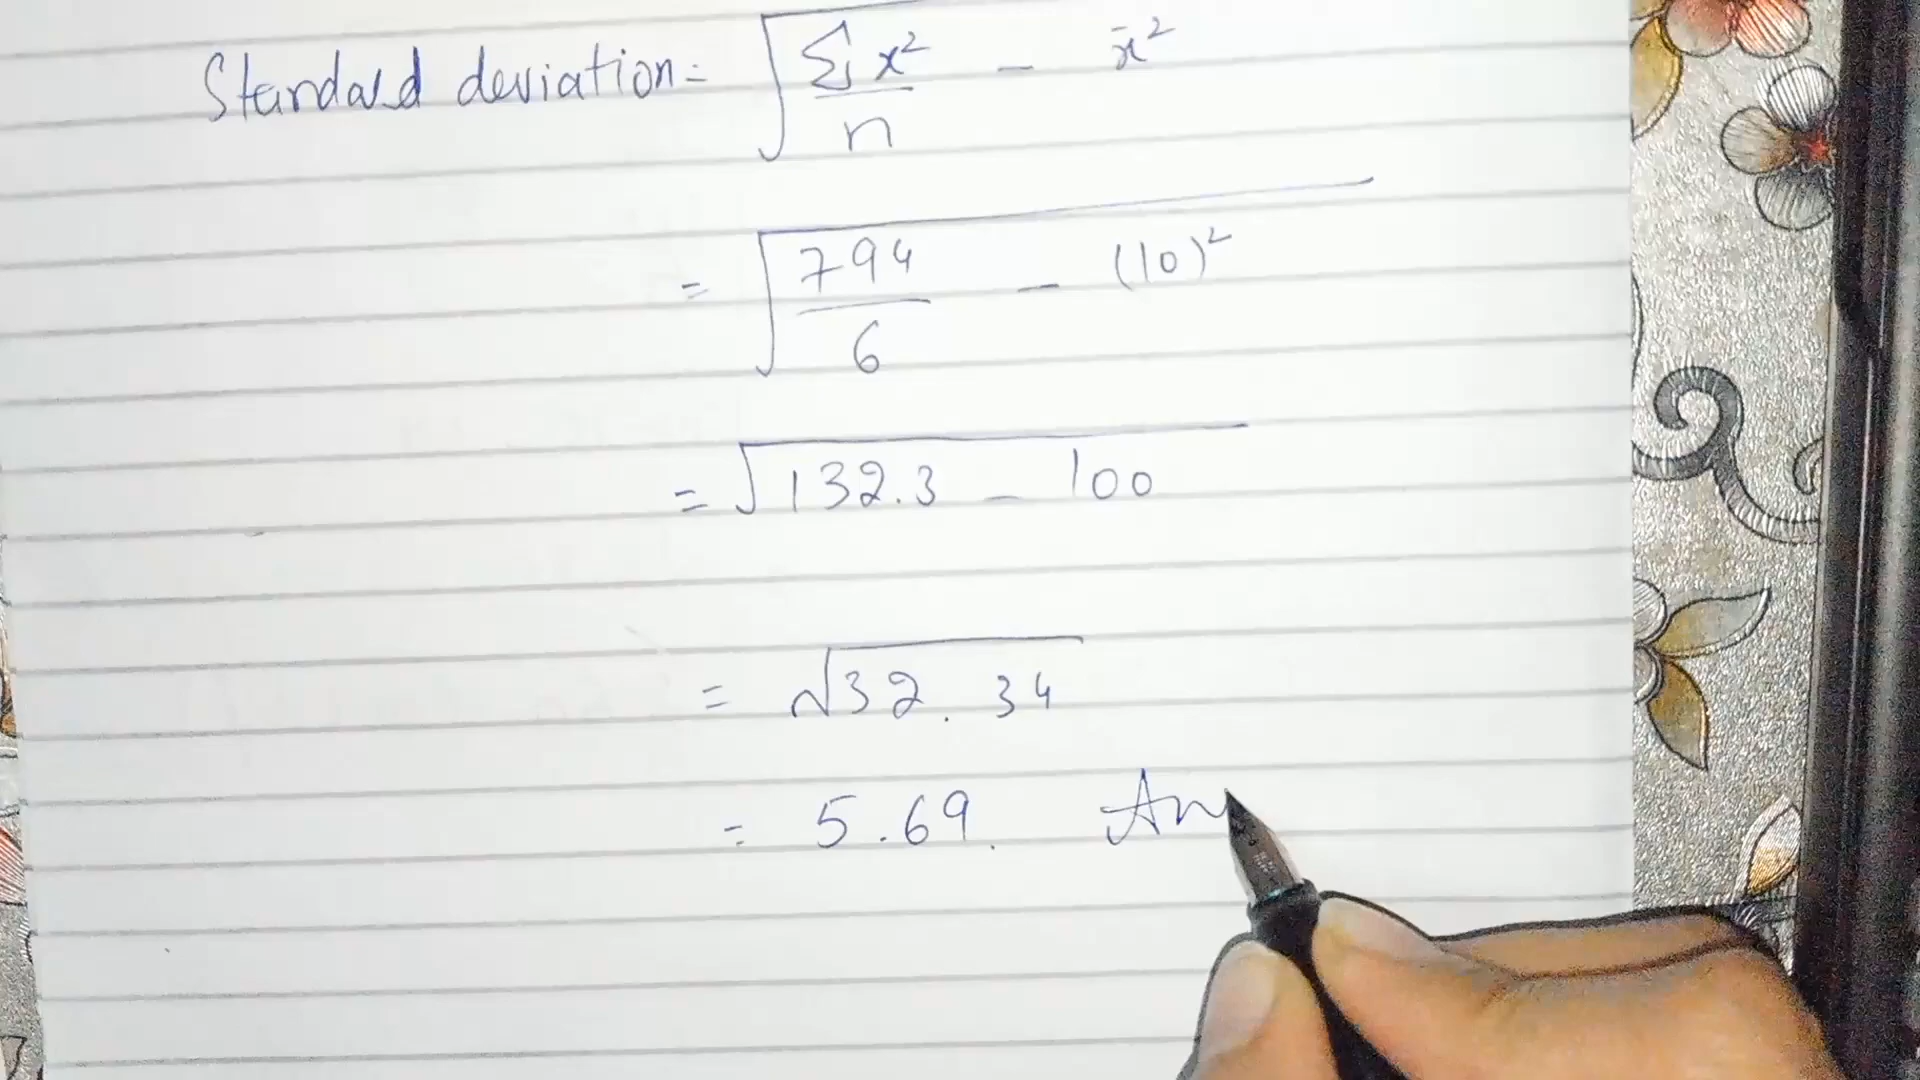 Standard deviation = √(Σx²/n - x̄²)
= √(794/6 - (10)²)
= √(132.3 - 100)
= √32.34
= 5.69. An